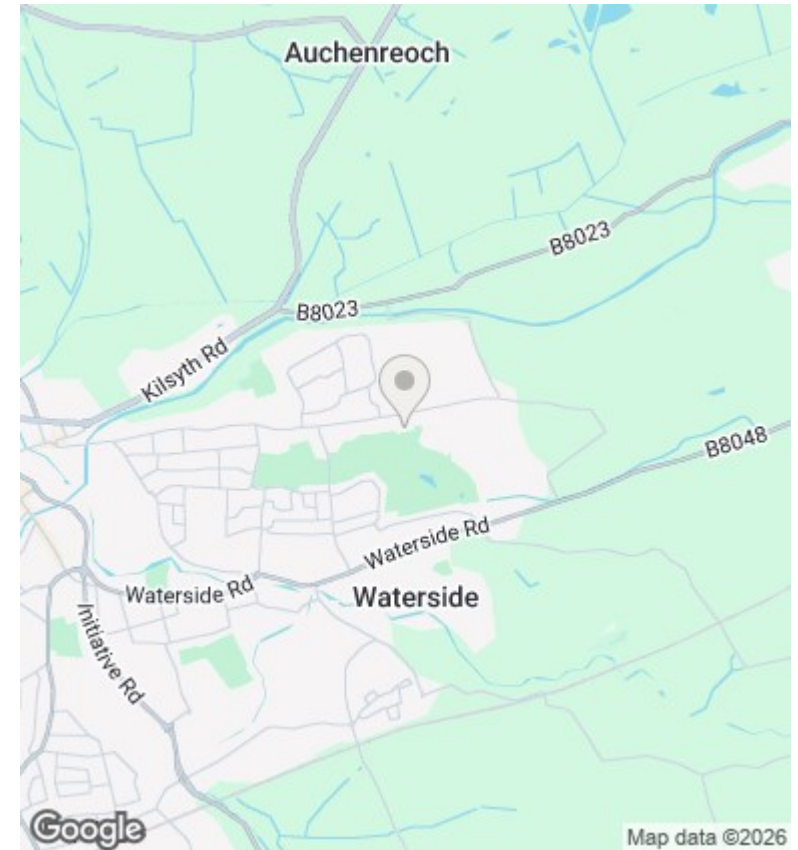 Auchenreoch
B8023
B8023
Kilsyth Rd
B8048
Waterside Rd
Waterside Rd
Waterside
Initiative Rd
Google
Map data ©2026